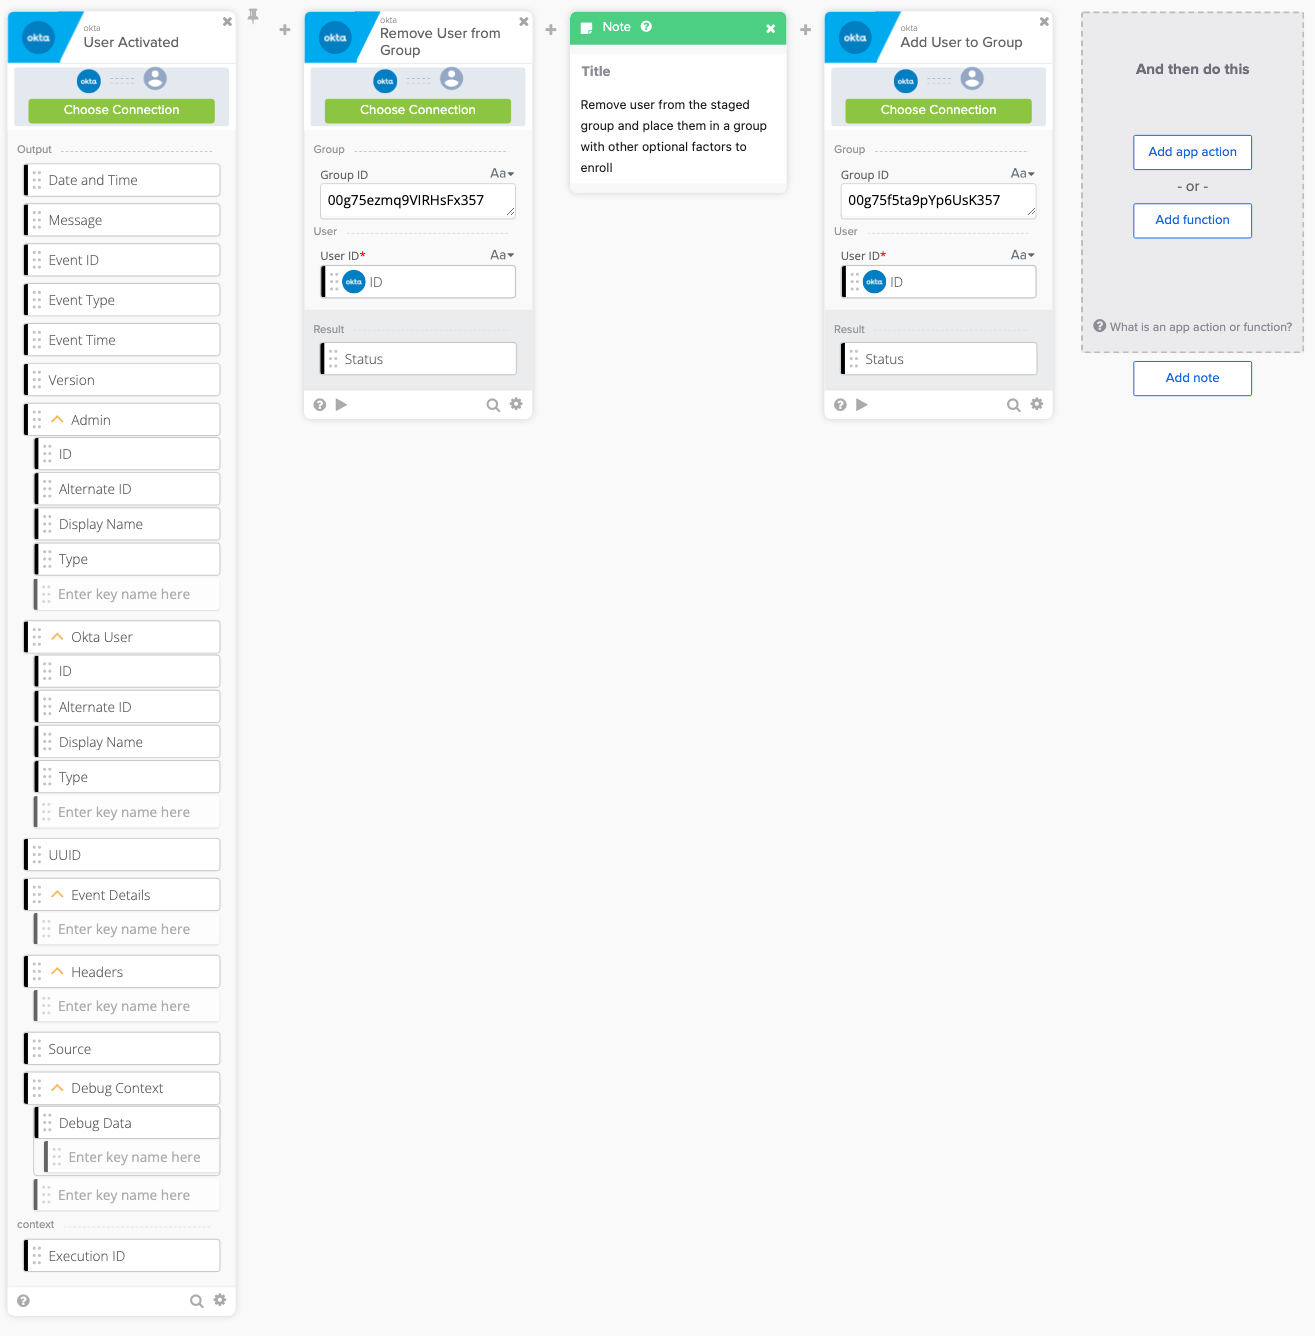 okta
okta
User Activated
okta
Choose Connection
Output
Date and Time
Message
Event ID
Event Type
Event Time
Version
Admin
ID
Alternate ID
Display Name
Type
Enter key name here
Okta User
ID
Alternate ID
Display Name
Type
Enter key name here
UUID
Event Details
Enter key name here
Headers
Enter key name here
Source
Debug Context
Debug Data
Enter key name here
Enter key name here
context
Execution ID
okta
okta
Remove User from
Group
okta
Choose Connection
Group
Group ID Aa
00g75ezmq9VIRHsFx357
User
User ID* Aa
okta ID
Result
Status
Note
Title
Remove user from the staged
group and place them in a group
with other optional factors to
enroll
okta
okta
Add User to Group
okta
Choose Connection
Group
Group ID Aa
00g75f5ta9pYp6UsK357
User
User ID* Aa
okta ID
Result
Status
And then do this
Add app action
- or -
Add function
What is an app action or function?
Add note